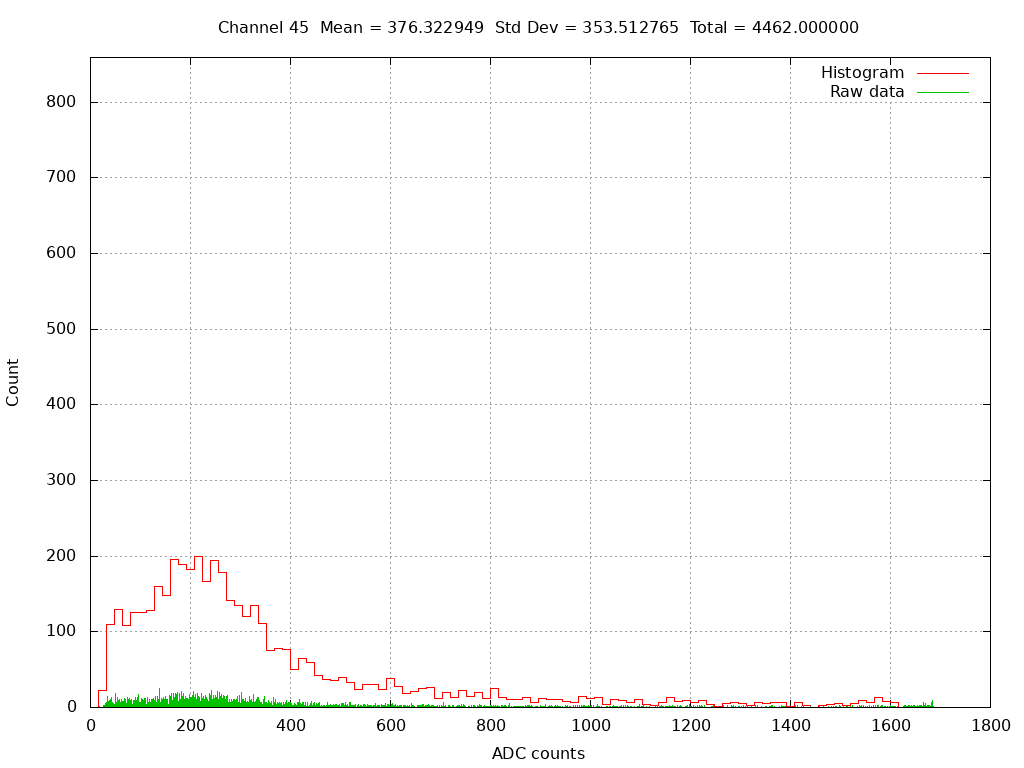 Channel 45  Mean = 376.322949  Std Dev = 353.512765  Total = 4462.000000
Histogram
Raw data
800
700
600
500
400
300
200
100
0
Count
0 200 400 600 800 1000 1200 1400 1600 1800
ADC counts